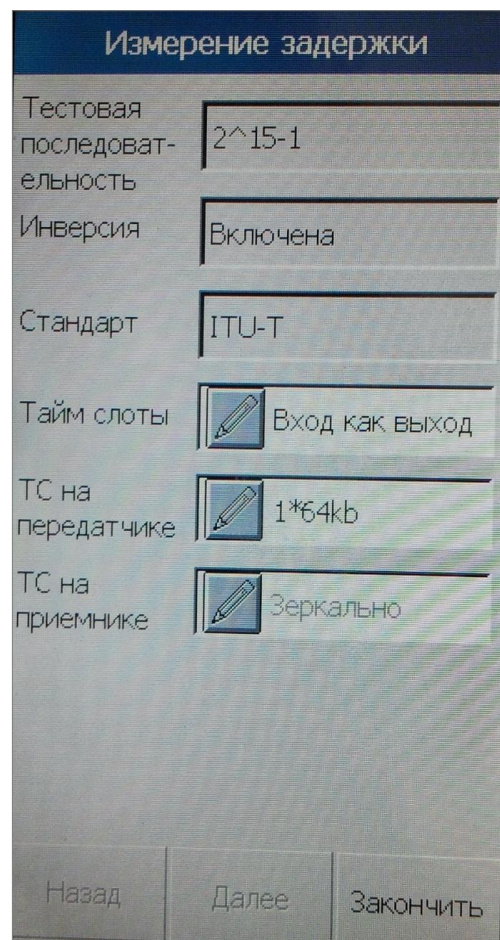 Измерение задержки
Тестовая
последоват-
ельность
2^15-1
Инверсия
Включена
Стандарт
ITU-T
Тайм слоты
Вход как выход
ТС на
передатчике
1*64kb
ТС на
приемнике
Зеркально
Назад
Далее
Закончить